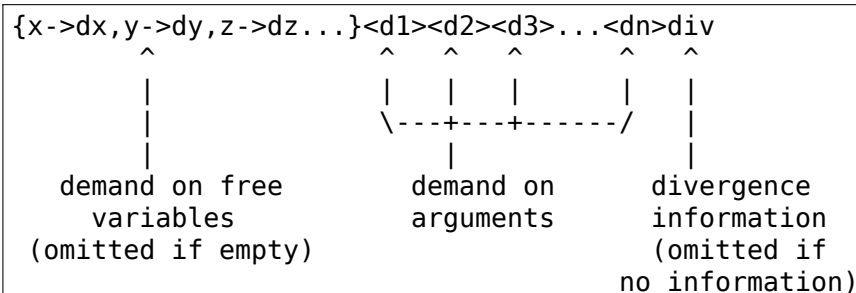 {x->dx,y->dy,z->dz...}<d1><d2><d3>...<dn>div
        ^              ^   ^   ^      ^   ^
        |              |   |   |      |   |
        |              \---+---+------/   |
        |                  |              |
   demand on free        demand on      divergence
     variables           arguments      information
 (omitted if empty)                     (omitted if
                                      no information)